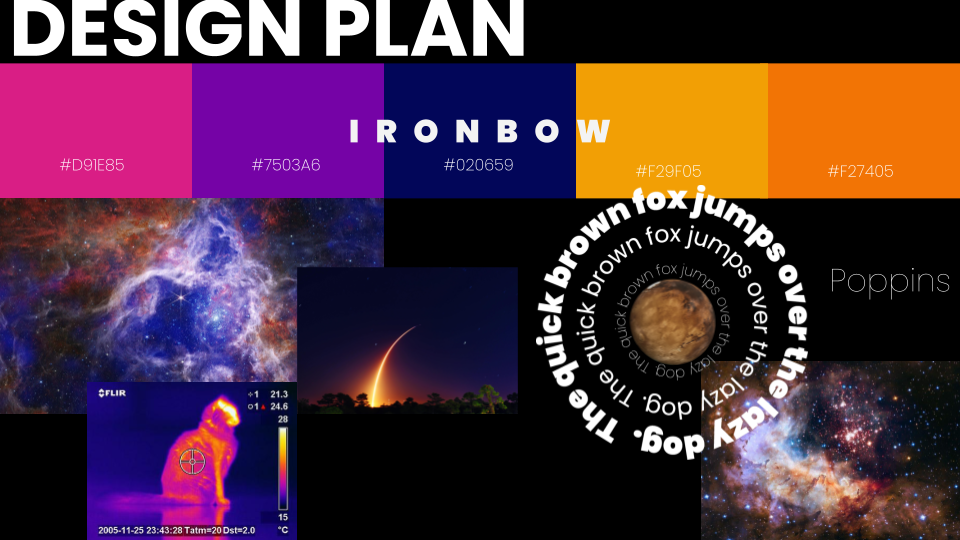 DESIGN PLAN
IRONBOW
#D91E85
#7503A6
#020659
#F29F05
#F27405
The quick brown fox jumps over the lazy dog.
The quick brown fox jumps over the lazy dog.
The quick brown fox jumps over the lazy dog.
Poppins
FLIR
1 21.3
1 24.6
28
15
2005-11-25 23:43:28 Tatm=20 Dst=2.0 °C